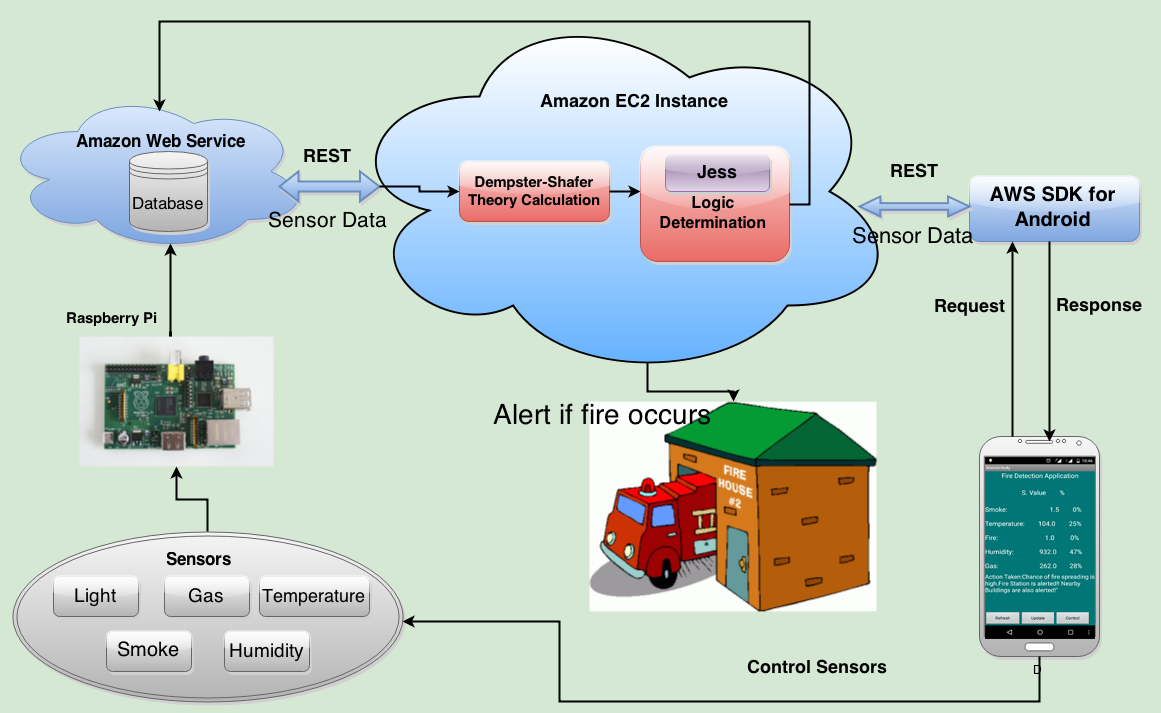 Amazon EC2 Instance
Amazon Web Service
Database
REST
Sensor Data
Dempster-Shafer
Theory Calculation
Jess
Logic
Determination
REST
Sensor Data
AWS SDK for
Android
Raspberry Pi
Request
Response
Alert if fire occurs
FIRE
HOUSE
#2
Sensors
Light
Gas
Temperature
Smoke
Humidity
Control Sensors
Fire Detection Application
S. Value %
Smoke: 1.5 0%
Temperature: 104.0 25%
Fire: 1.0 0%
Humidity: 932.0 47%
Gas: 262.0 28%
Action Taken:Chance of fire spreading is
high.Fire Station is alerted!! Nearby
Buildings are also alerted!"
Refresh
Update
Control